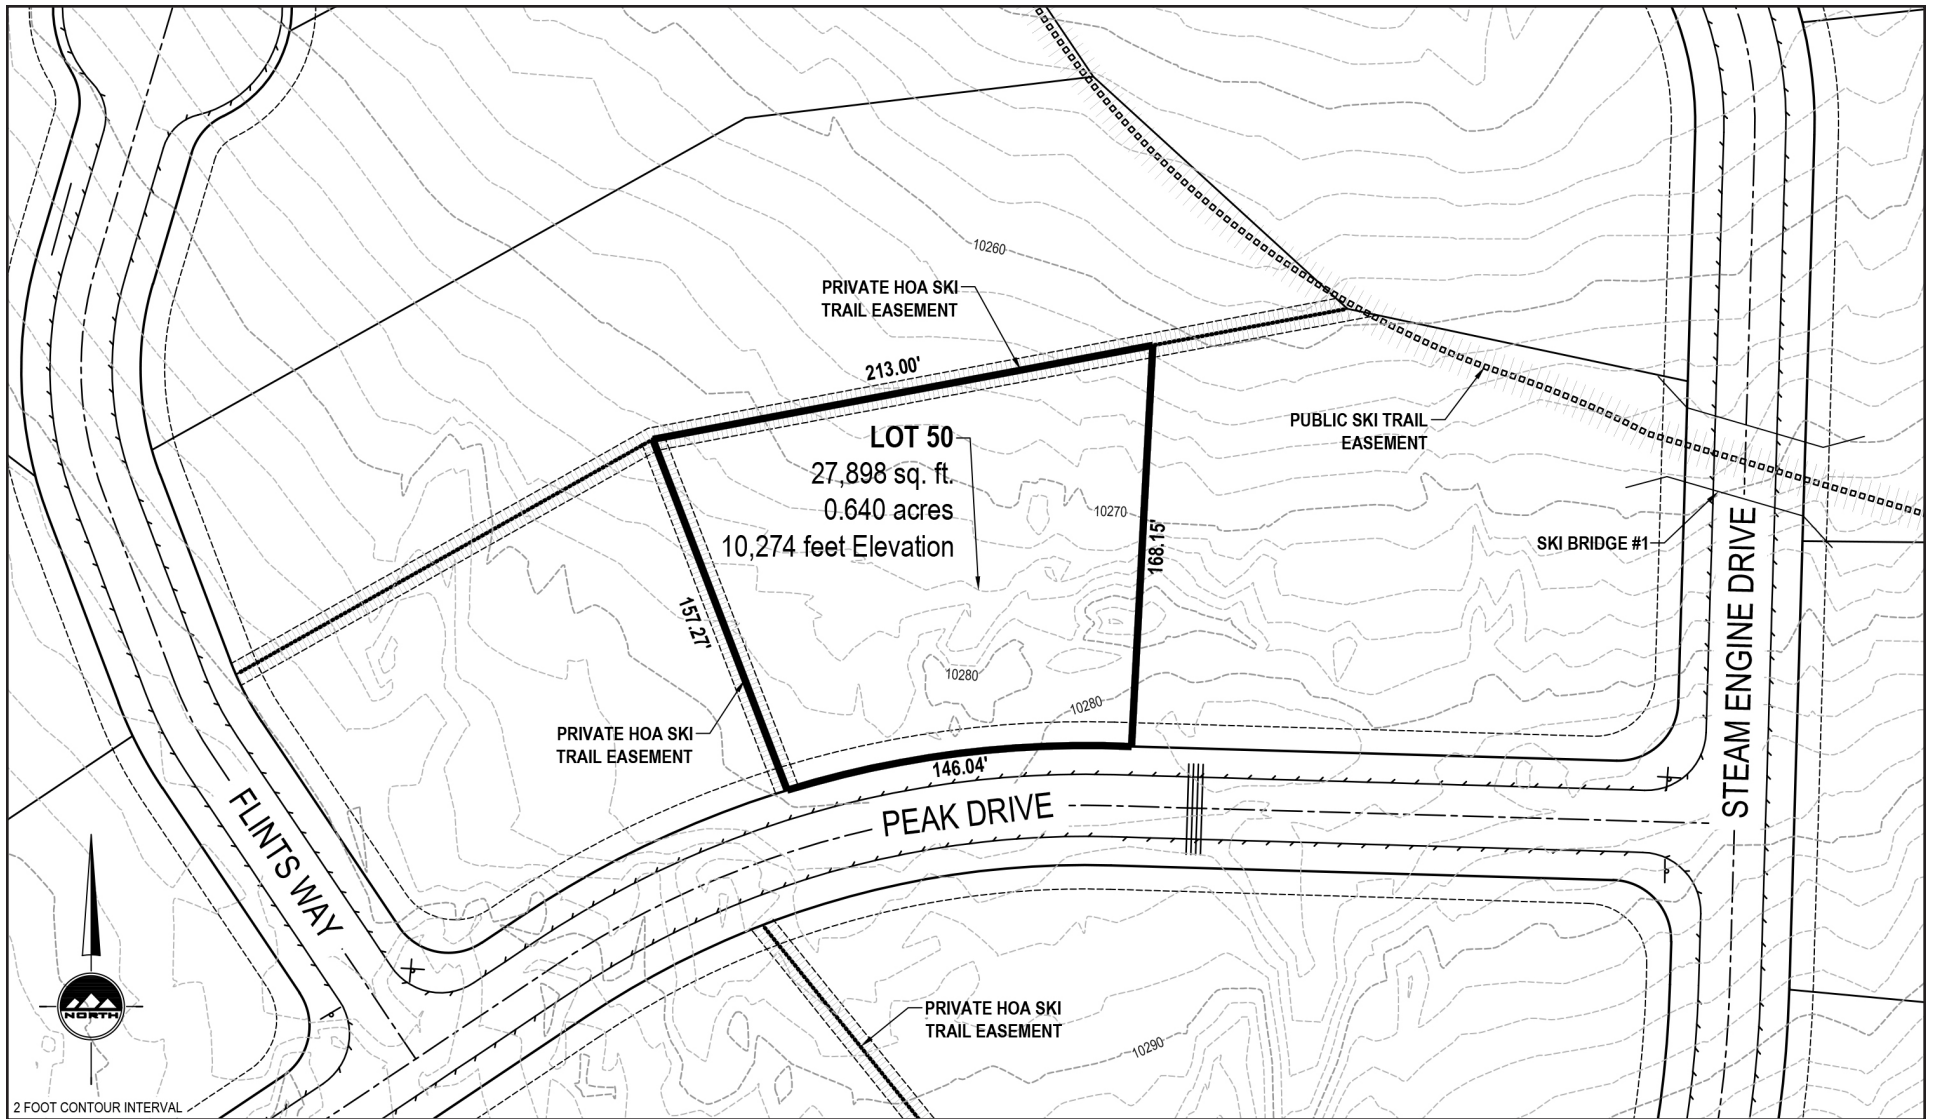 10260
PRIVATE HOA SKI
TRAIL EASEMENT
213.00'
LOT 50
27,898 sq. ft.
0.640 acres
10,274 feet Elevation
PUBLIC SKI TRAIL
EASEMENT
10270
168.15'
SKI BRIDGE #1
157.27'
STEAM ENGINE DRIVE
10280
10280
PRIVATE HOA SKI
TRAIL EASEMENT
146.04'
PEAK DRIVE
FLINTS WAY
NORTH
PRIVATE HOA SKI
TRAIL EASEMENT
10290
2 FOOT CONTOUR INTERVAL